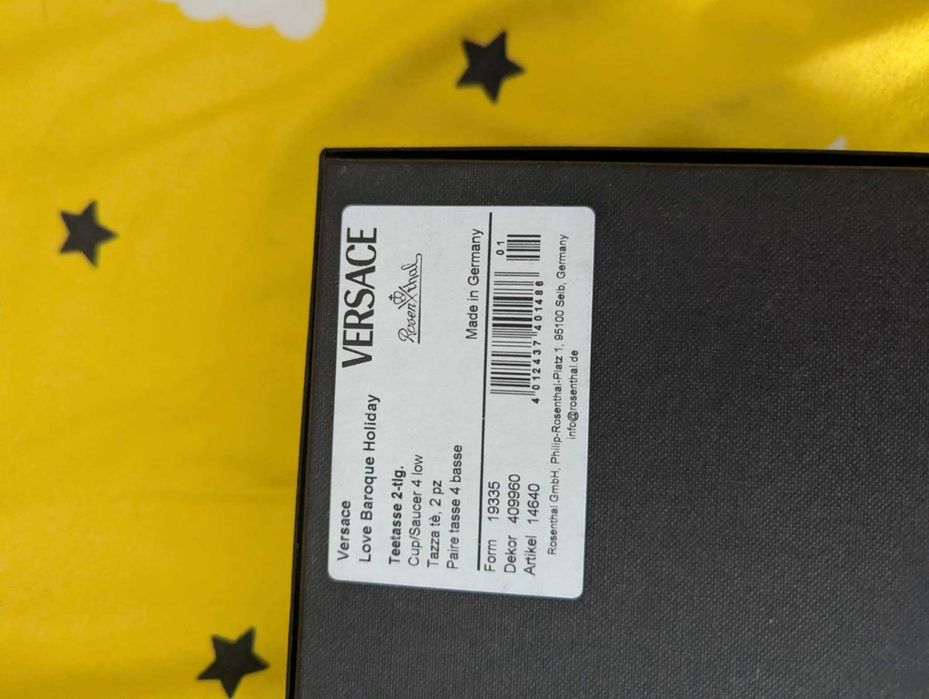 Versace
Love Baroque Holiday
VERSACE
Rosenthal
Teetasse 2-tlg.
Cup/Saucer 4 low
Tazza tè, 2 pz
Paire tasse 4 basse
Made in Germany
Form 19335
Dekor 409960
Artikel 14640
4 012437 401486
01
Rosenthal GmbH, Philip-Rosenthal-Platz 1, 95100 Selb, Germany
info@rosenthal.de